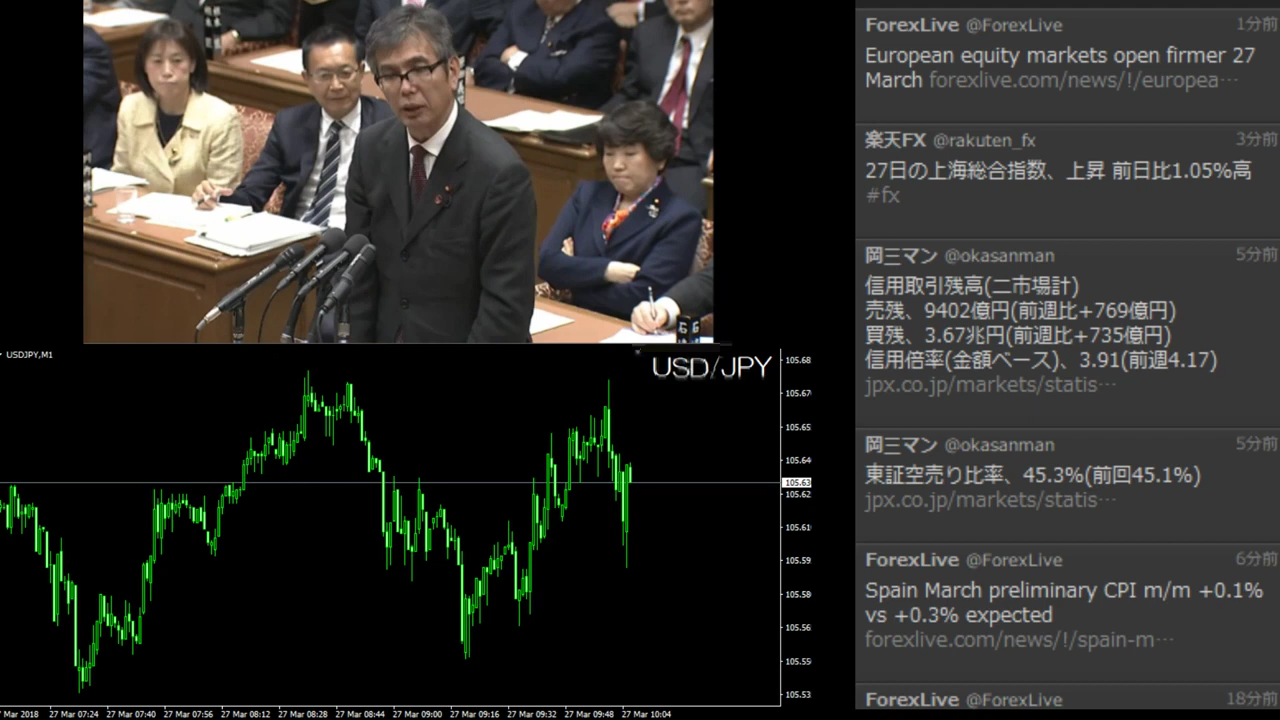 USDJPY,M1
USD/JPY
105.68
105.67
105.65
105.64
105.63
105.62
105.61
105.59
105.58
105.56
105.55
105.53
Mar 2018
27 Mar 07:24
27 Mar 07:40
27 Mar 07:56
27 Mar 08:12
27 Mar 08:28
27 Mar 08:44
27 Mar 09:00
27 Mar 09:16
27 Mar 09:32
27 Mar 09:48
27 Mar 10:04
ForexLive @ForexLive 1分前
European equity markets open firmer 27
March forexlive.com/news/!/europea…
楽天FX @rakuten_fx 3分前
27日の上海総合指数、上昇 前日比1.05%高
#fx
岡三マン @okasanman 5分前
信用取引残高(二市場計)
売残、9402億円(前週比+769億円)
買残、3.67兆円(前週比+735億円)
信用倍率(金額ベース)、3.91(前週4.17)
jpx.co.jp/markets/statis…
岡三マン @okasanman 5分前
東証空売り比率、45.3%(前回45.1%)
jpx.co.jp/markets/statis…
ForexLive @ForexLive 6分前
Spain March preliminary CPI m/m +0.1%
vs +0.3% expected
forexlive.com/news/!/spain-m…
ForexLive @ForexLive 18分前